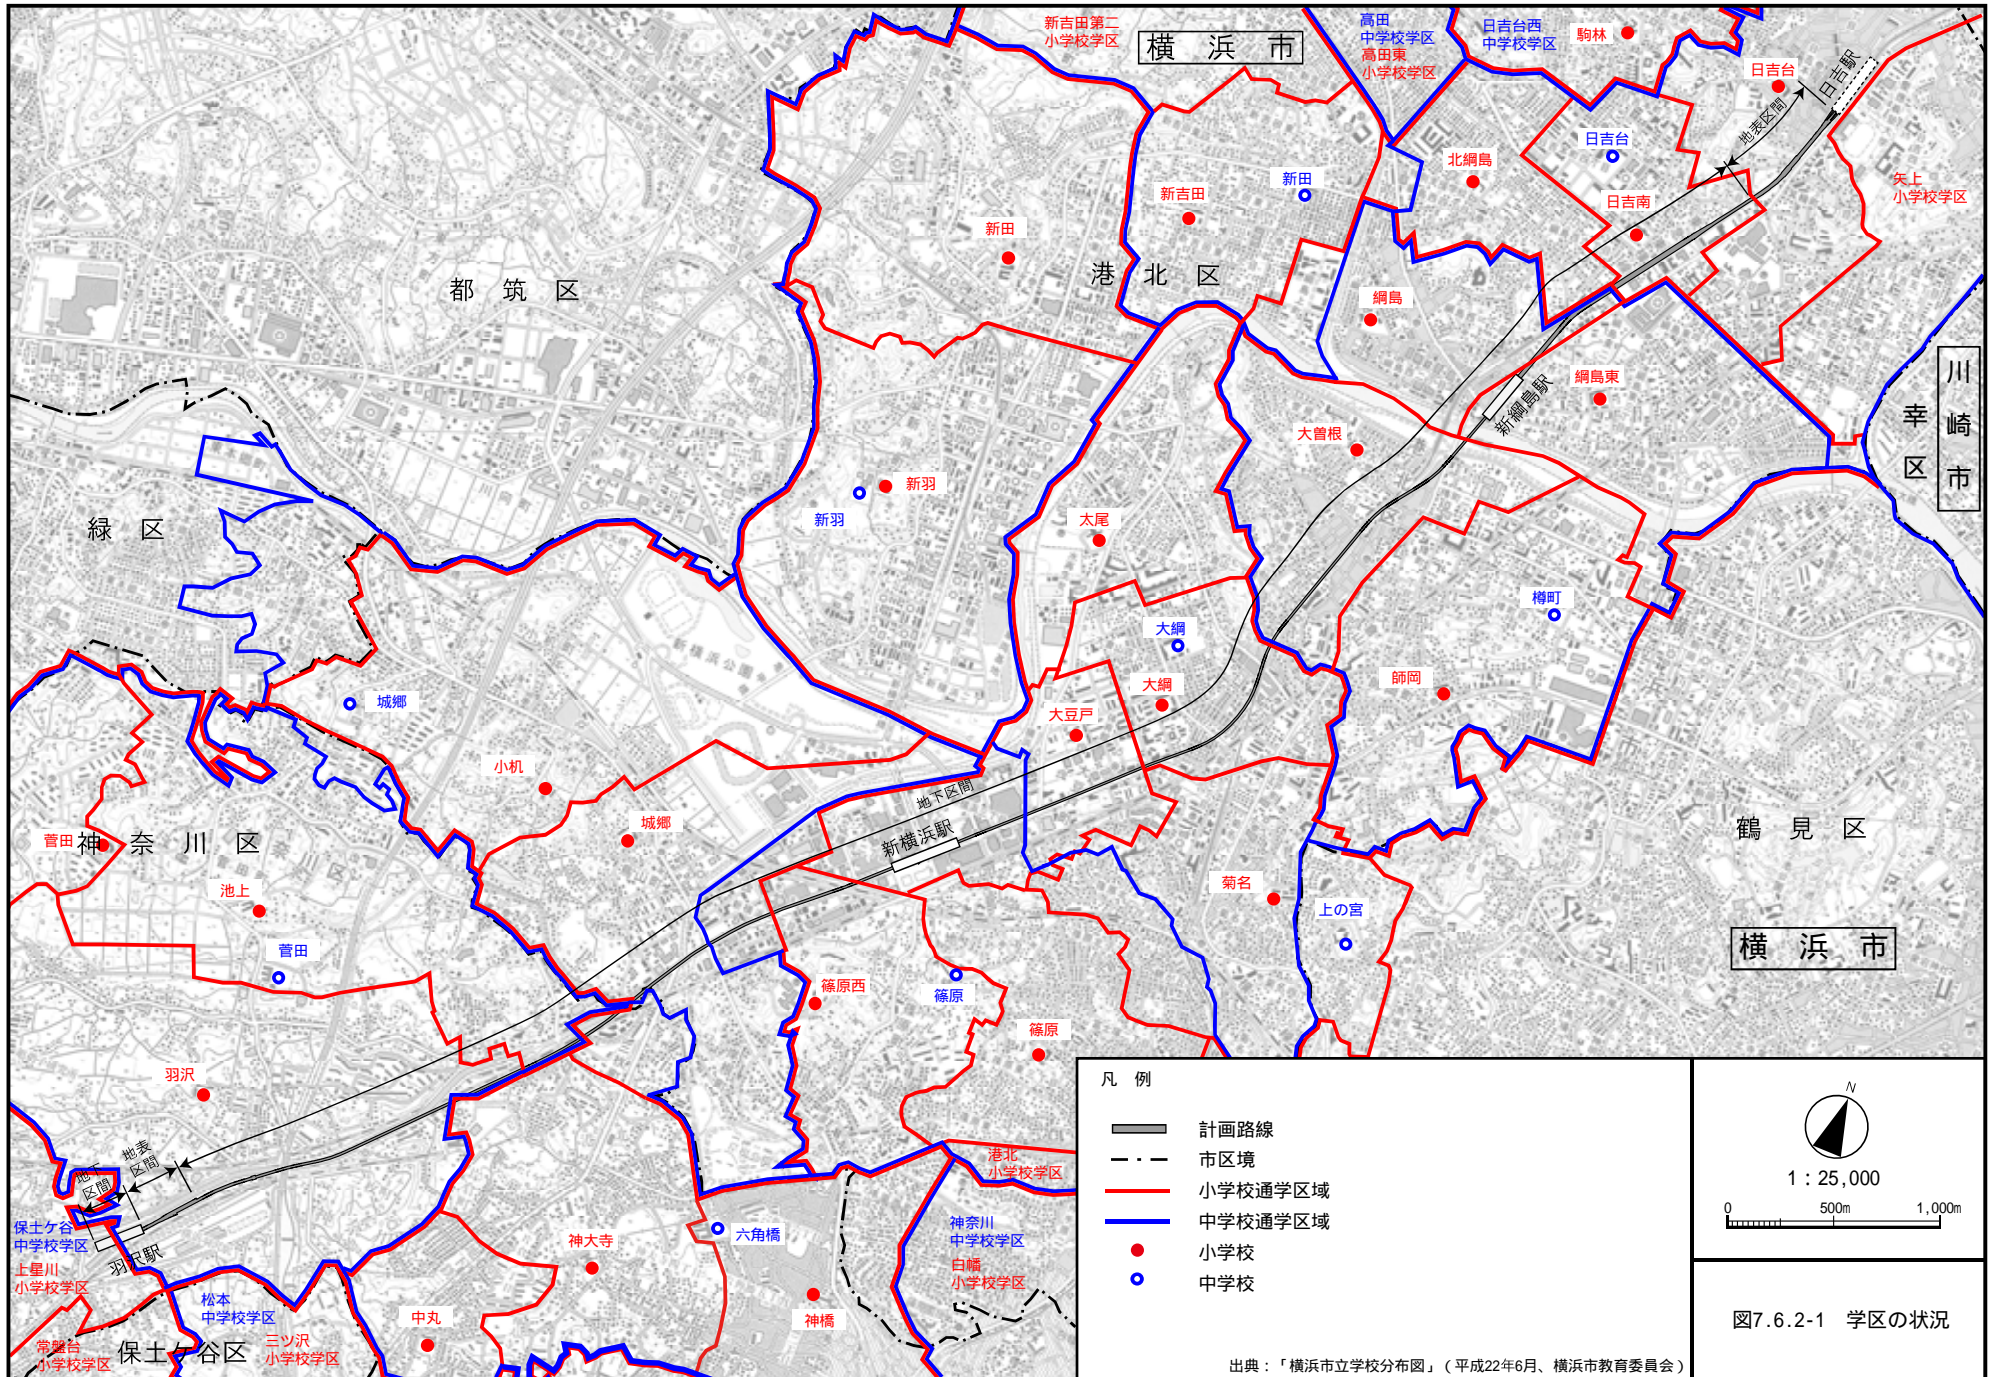 新吉田第二
小学校学区
横浜市
高田
中学校学区
高田東
小学校学区
日吉台西
中学校学区
駒林
日吉台
日吉駅
地表区間
日吉台
北綱島
矢上
小学校学区
新吉田
新田
日吉南
新田
港北区
都筑区
綱島
川崎市
幸区
綱島東
新綱島駅
大曽根
新羽
新羽
太尾
緑区
樽町
大綱
横浜公
城郷
師岡
大綱
大豆戸
小机
地下区間
城郷
新横浜駅
鶴見区
菅田
神奈川区
池上
菊名
上の宮
菅田
横浜市
篠原西
篠原
篠原
羽沢
地表
区間
地下
区間
港北
小学校学区
保土ケ谷
中学校学区
羽沢駅
上星川
小学校学区
神大寺
六角橋
神奈川
中学校学区
白幡
小学校学区
松本
中学校学区
中丸
神橋
常盤台
小学校学区
保土ケ谷区
三ツ沢
小学校学区
凡 例
計画路線
市区境
小学校通学区域
中学校通学区域
小学校
中学校
出典：「横浜市立学校分布図」（平成22年6月、横浜市教育委員会）
N
1：25,000
0 500m 1,000m
図7.6.2-1 学区の状況